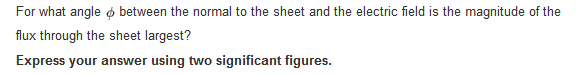 For what angle ϕ between the normal to the sheet and the electric field is the magnitude of the
flux through the sheet largest?
Express your answer using two significant figures.